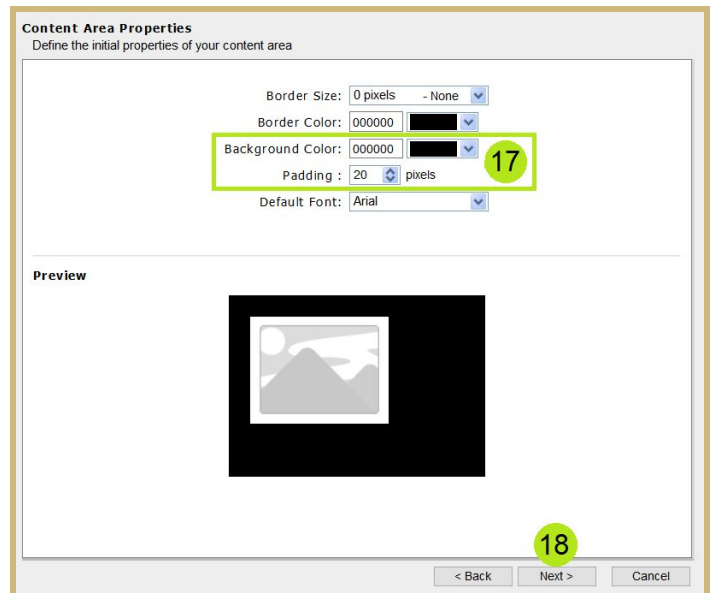 Content Area Properties
Define the initial properties of your content area
Border Size: 0 pixels - None
Border Color: 000000
Background Color: 000000
17
Padding : 20 pixels
Default Font: Arial
Preview
18
< Back Next > Cancel